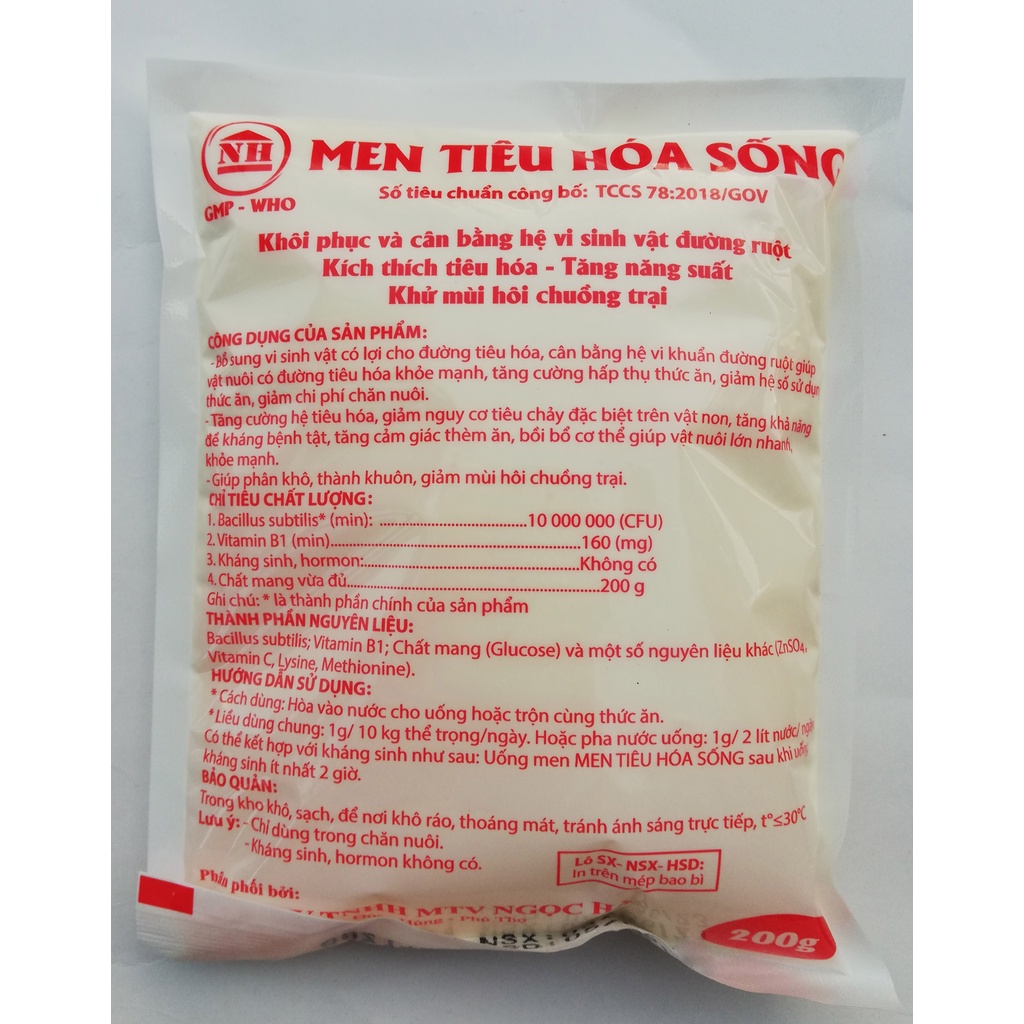 NH
GMP - WHO
MEN TIÊU HÓA SỐNG
Số tiêu chuẩn công bố: TCCS 78:2018/GOV
Khôi phục và cân bằng hệ vi sinh vật đường ruột
Kích thích tiêu hóa - Tăng năng suất
Khử mùi hôi chuồng trại
CÔNG DỤNG CỦA SẢN PHẨM:
- Bổ sung vi sinh vật có lợi cho đường tiêu hóa, cân bằng hệ vi khuẩn đường ruột giúp
vật nuôi có đường tiêu hóa khỏe mạnh, tăng cường hấp thụ thức ăn, giảm hệ số sử dụng
thức ăn, giảm chi phí chăn nuôi.
-Tăng cường hệ tiêu hóa, giảm nguy cơ tiêu chảy đặc biệt trên vật non, tăng khả năng
đề kháng bệnh tật, tăng cảm giác thèm ăn, bồi bổ cơ thể giúp vật nuôi lớn nhanh,
khỏe mạnh.
- Giúp phân khô, thành khuôn, giảm mùi hôi chuồng trại.
CHỈ TIÊU CHẤT LƯỢNG:
1. Bacillus subtilis* (min): ..............................10 000 000 (CFU)
2. Vitamin B1 (min)...................................................160 (mg)
3. Kháng sinh, hormon:............................................Không có
4. Chất mang vừa đủ....................................................200 g
Ghi chú: * là thành phần chính của sản phẩm
THÀNH PHẦN NGUYÊN LIỆU:
Bacillus subtilis; Vitamin B1; Chất mang (Glucose) và một số nguyên liệu khác (ZnSO4,
Vitamin C, Lysine, Methionine).
HƯỚNG DẪN SỬ DỤNG:
* Cách dùng: Hòa vào nước cho uống hoặc trộn cùng thức ăn.
*Liều dùng chung: 1g/ 10 kg thể trọng/ngày. Hoặc pha nước uống: 1g/ 2 lít nước/ ngày
Có thể kết hợp với kháng sinh như sau: Uống men MEN TIÊU HÓA SỐNG sau khi uống
kháng sinh ít nhất 2 giờ.
BẢO QUẢN:
Trong kho khô, sạch, để nơi khô ráo, thoáng mát, tránh ánh sáng trực tiếp, t°≤30°C
Lưu ý: - Chỉ dùng trong chăn nuôi.
- Kháng sinh, hormon không có.
Lô SX- NSX- HSD:
In trên mép bao bì
Phân phối bởi:
TNHH MTV NGỌC
Phú Thọ
NSX:
200g